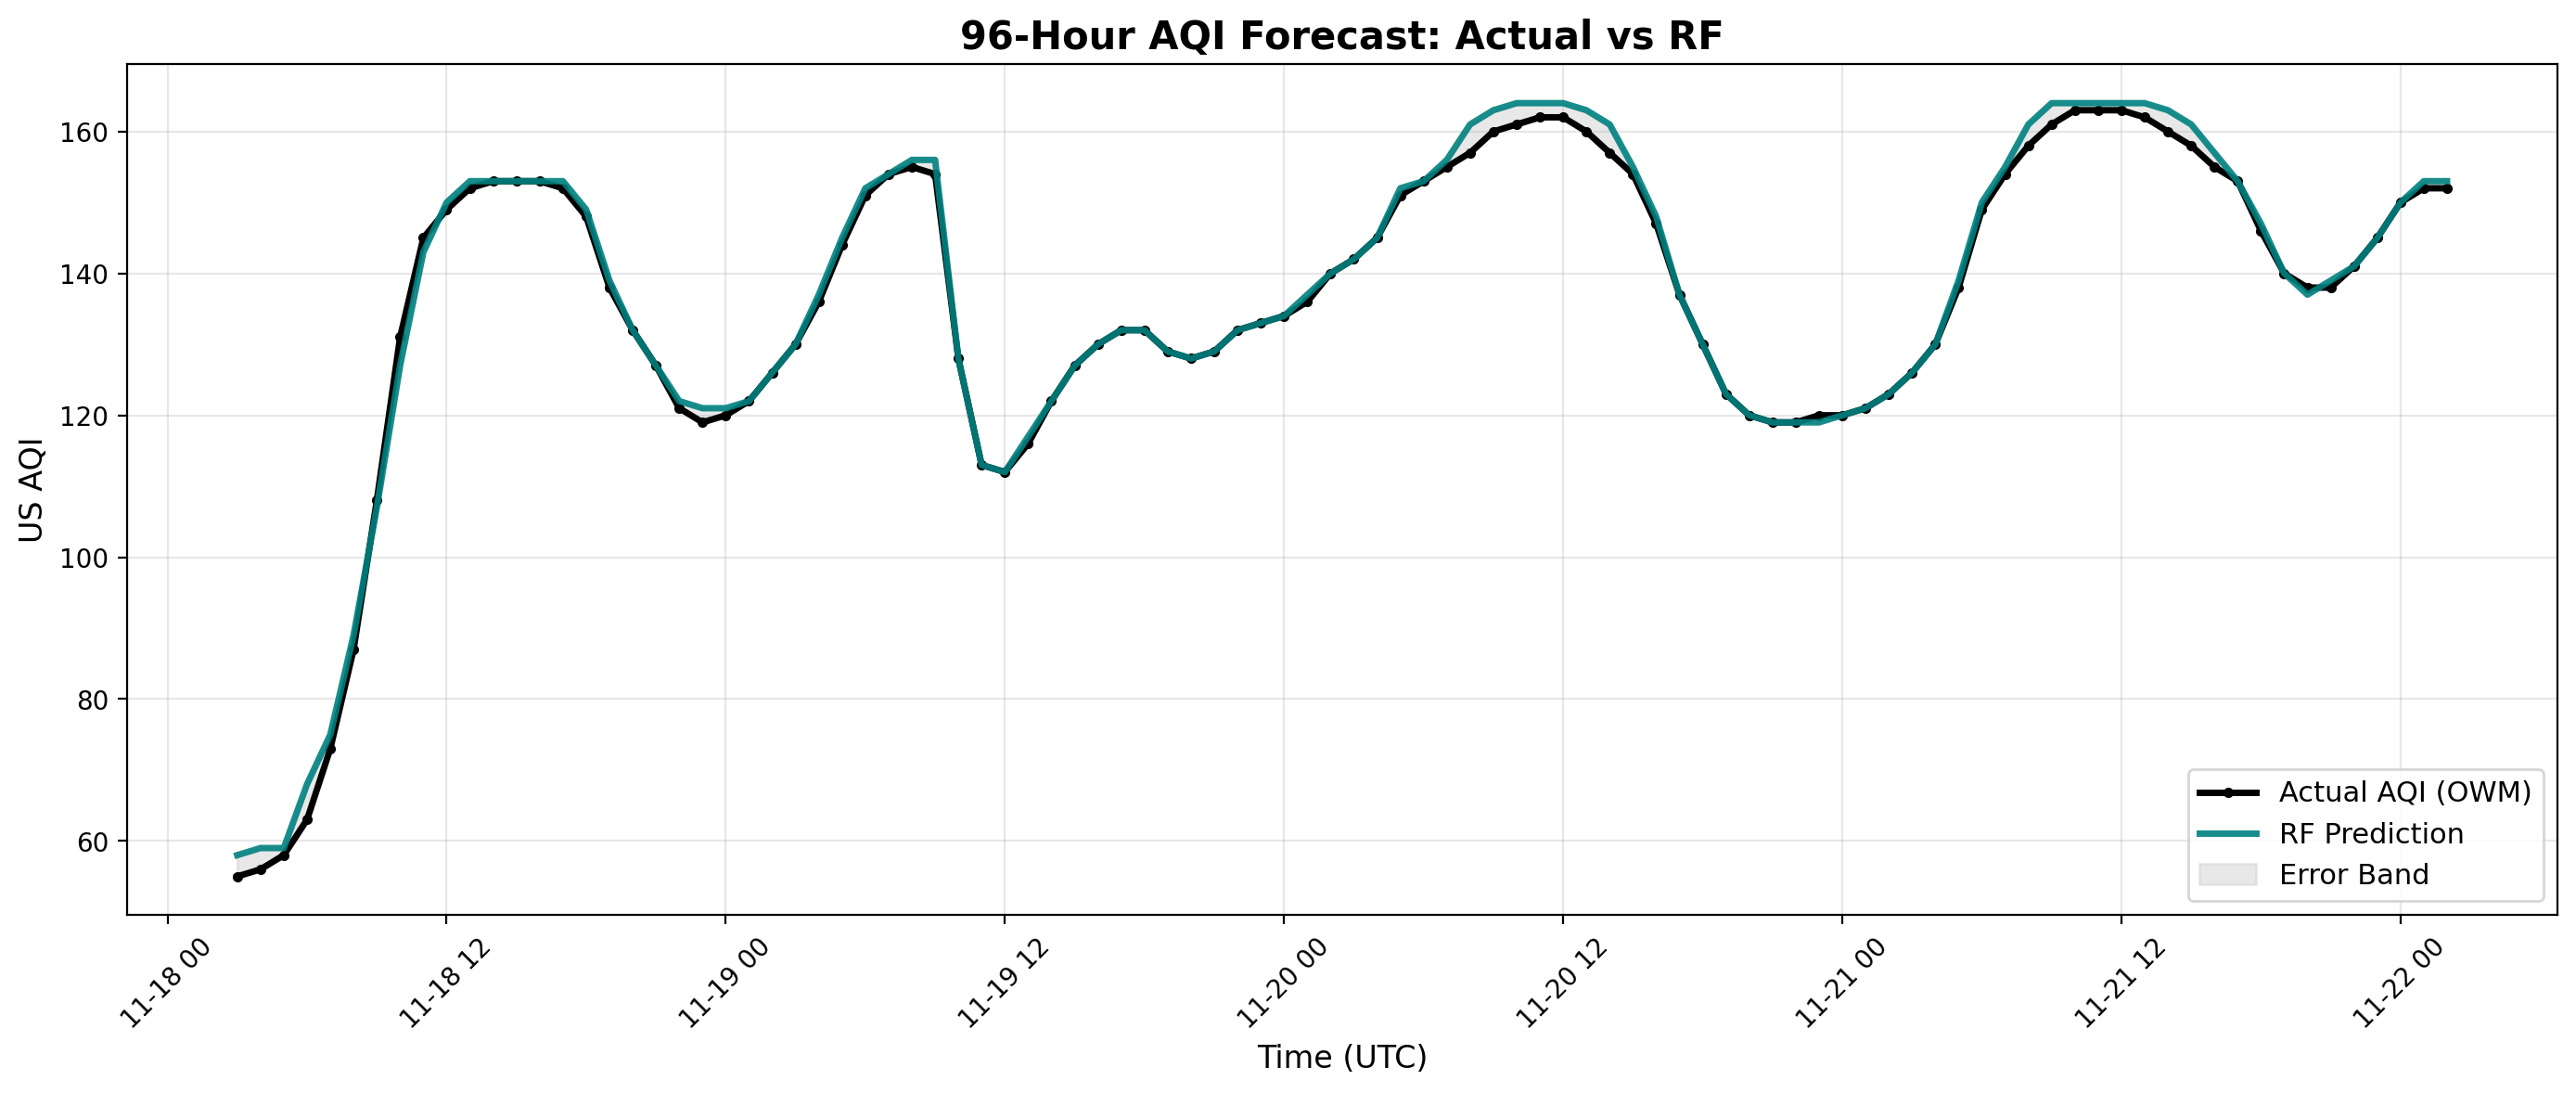 96-Hour AQI Forecast: Actual vs RF
US AQI
160
140
120
100
80
60
Actual AQI (OWM)
RF Prediction
Error Band
11-18 00
11-18 12
11-19 00
11-19 12
11-20 00
11-20 12
11-21 00
11-21 12
11-22 00
Time (UTC)